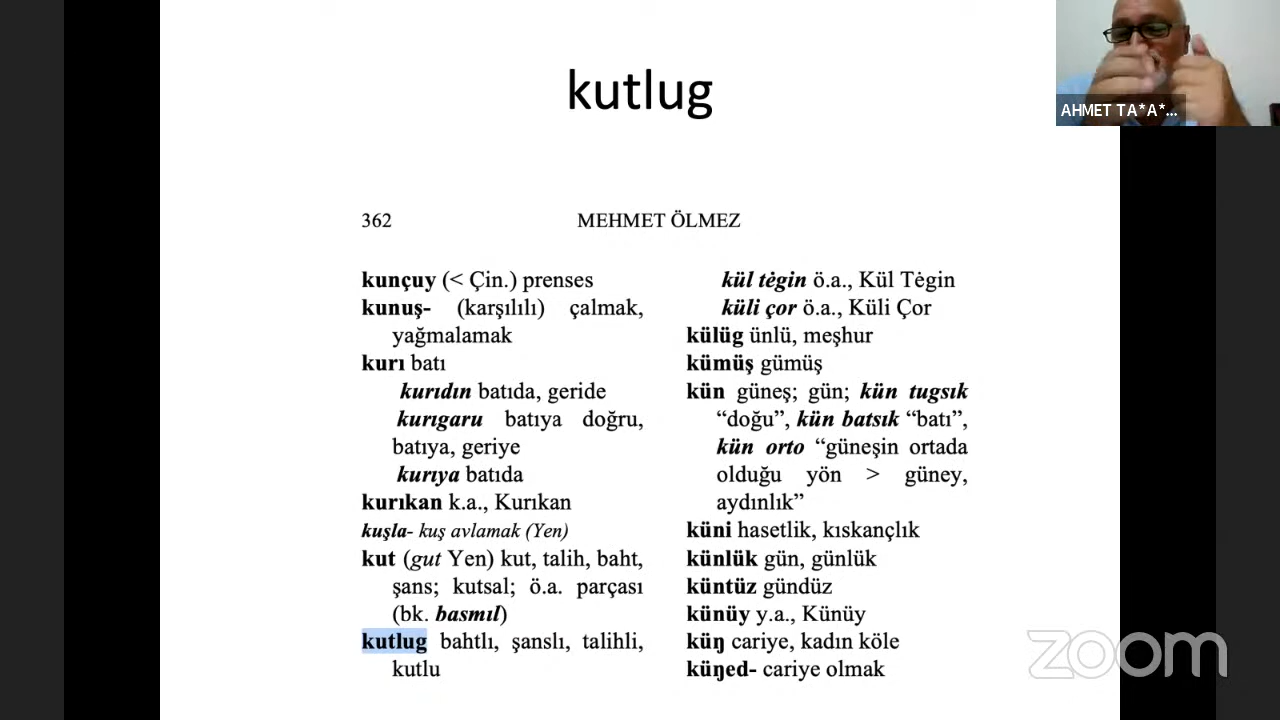 kutlug
AHMET TA*A*...
362 MEHMET ÖLMEZ
kunçuy (< Çin.) prenses
kunuş- (karşılılı) çalmak,
yağmalamak
kurı batı
kurıdın batıda, geride
kurıgaru batıya doğru,
batıya, geriye
kurıya batıda
kurıkan k.a., Kurıkan
kuşla- kuş avlamak (Yen)
kut (gut Yen) kut, talih, baht,
şans; kutsal; ö.a. parçası
(bk. basmıl)
kutlug bahtlı, şanslı, talihli,
kutlu
kül tėgin ö.a., Kül Tėgin
küli çor ö.a., Küli Çor
külüg ünlü, meşhur
kümüş gümüş
kün güneş; gün; kün tugsık
“doğu”, kün batsık “batı”,
kün orto “güneşin ortada
olduğu yön > güney,
aydınlık”
küni hasetlik, kıskançlık
künlük gün, günlük
küntüz gündüz
künüy y.a., Künüy
küŋ cariye, kadın köle
küŋed- cariye olmak
zoom